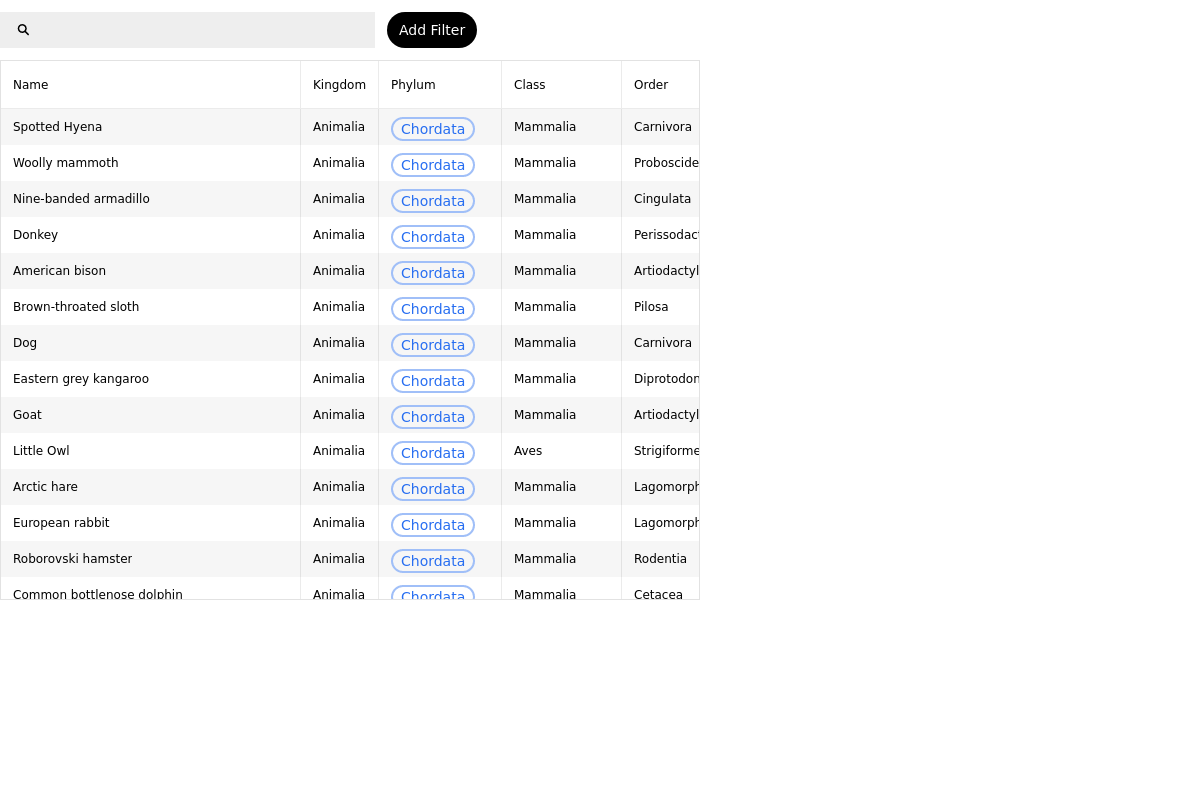 Add Filter
Name Kingdom Phylum Class Order
Spotted Hyena Animalia Chordata Mammalia Carnivora
Woolly mammoth Animalia Chordata Mammalia Proboscide
Nine-banded armadillo Animalia Chordata Mammalia Cingulata
Donkey Animalia Chordata Mammalia Perissodact
American bison Animalia Chordata Mammalia Artiodactyl
Brown-throated sloth Animalia Chordata Mammalia Pilosa
Dog Animalia Chordata Mammalia Carnivora
Eastern grey kangaroo Animalia Chordata Mammalia Diprotodon
Goat Animalia Chordata Mammalia Artiodactyl
Little Owl Animalia Chordata Aves Strigiforme
Arctic hare Animalia Chordata Mammalia Lagomorph
European rabbit Animalia Chordata Mammalia Lagomorph
Roborovski hamster Animalia Chordata Mammalia Rodentia
Common bottlenose dolphin Animalia Chordata Mammalia Cetacea